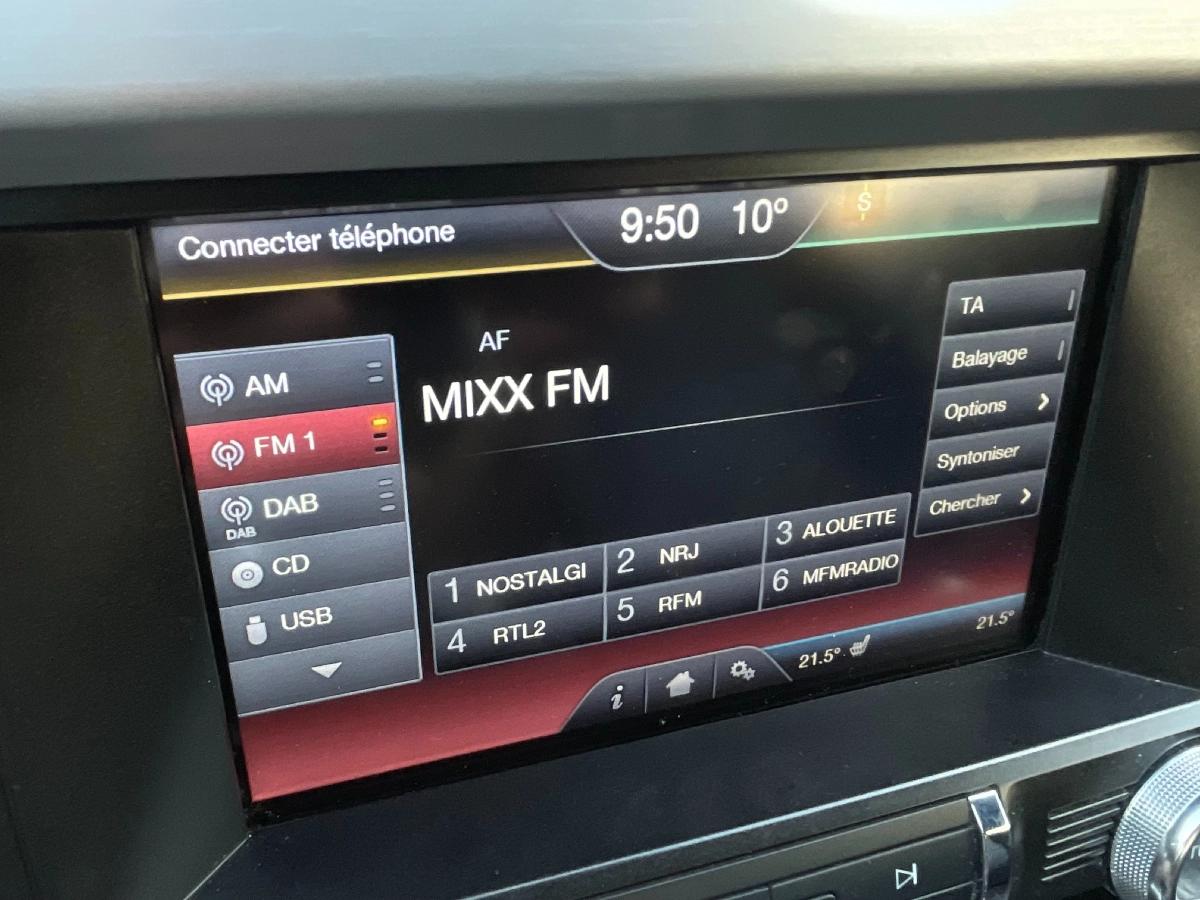 Connecter téléphone
9:50 10°
S
AF
MIXX FM
AM
FM 1
DAB
DAB
CD
USB
TA
Balayage
Options
Syntoniser
Chercher
1 NOSTALGI
2 NRJ
3 ALOUETTE
4 RTL2
5 RFM
6 MFMRADIO
i
21.5°
21.5°